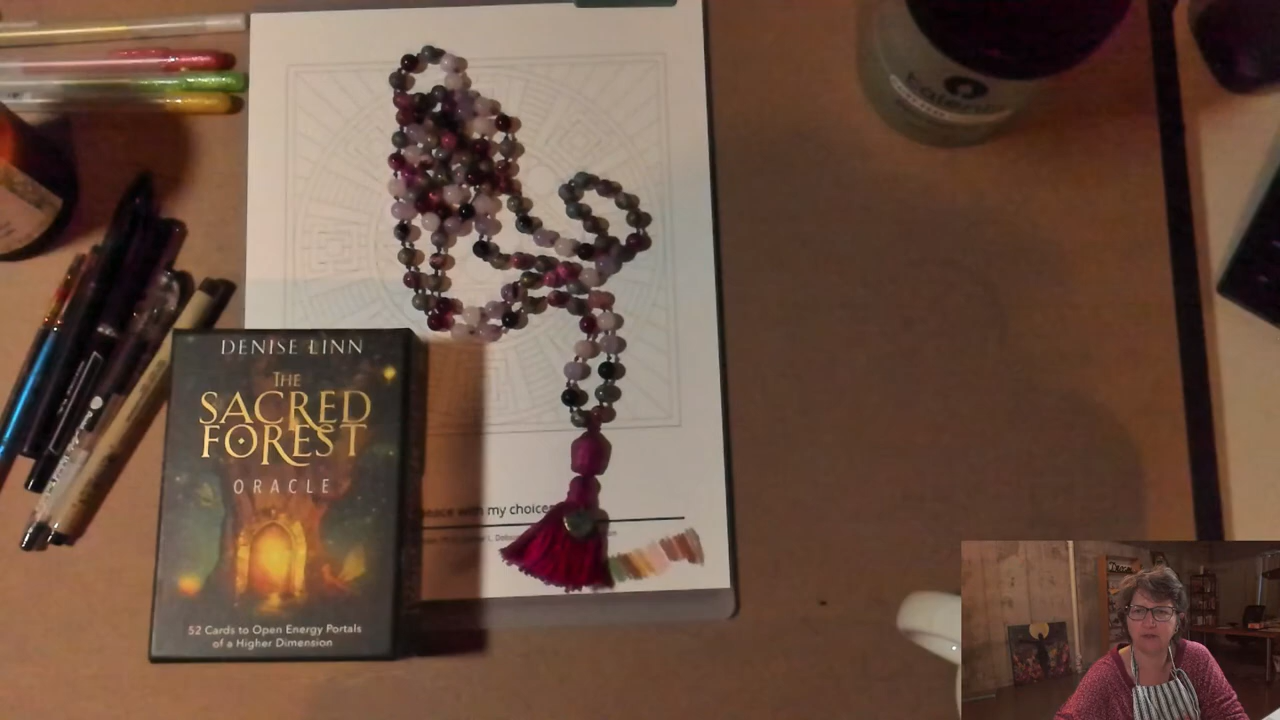 DENISE LINN
THE
SACRED
FOREST
ORACLE
52 Cards to Open Energy Portals
of a Higher Dimension
peace with my choices
L.